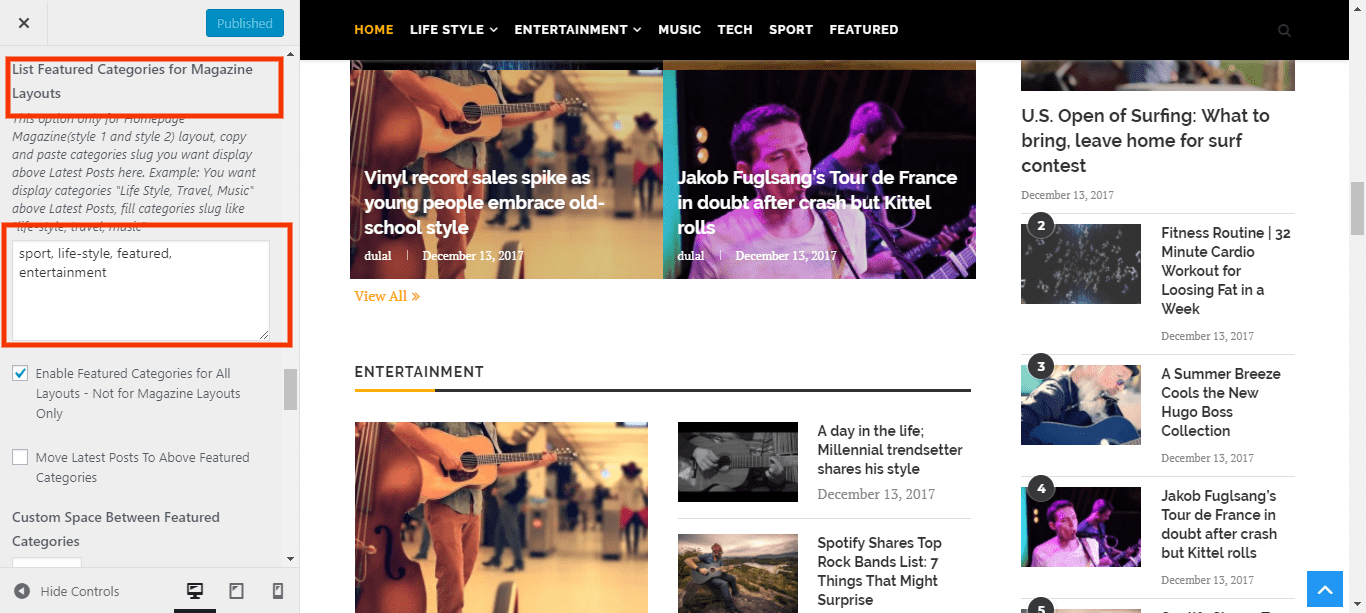 Published
List Featured Categories for Magazine
Layouts
This option only for Homepage
Magazine(style 1 and style 2) layout, copy
and paste categories slug you want display
above Latest Posts here. Example: You want
display categories "Life Style, Travel, Music"
above Latest Posts, fill categories slug like
life-style, travel, music
sport, life-style, featured,
entertainment
Enable Featured Categories for All
Layouts - Not for Magazine Layouts
Only
Move Latest Posts To Above Featured
Categories
Custom Space Between Featured
Categories
Hide Controls
HOME LIFE STYLE ENTERTAINMENT MUSIC TECH SPORT FEATURED
Vinyl record sales spike as
young people embrace old-
school style
dulal December 13, 2017
Jakob Fuglsang's Tour de France
in doubt after crash but Kittel
rolls
dulal December 13, 2017
View All »
ENTERTAINMENT
A day in the life;
Millennial trendsetter
shares his style
December 13, 2017
Spotify Shares Top
Rock Bands List: 7
Things That Might
Surprise
U.S. Open of Surfing: What to
bring, leave home for surf
contest
December 13, 2017
2
Fitness Routine | 32
Minute Cardio
Workout for
Loosing Fat in a
Week
December 13, 2017
3
A Summer Breeze
Cools the New
Hugo Boss
Collection
December 13, 2017
4
Jakob Fuglsang's
Tour de France in
doubt after crash
but Kittel rolls
December 13, 2017
5